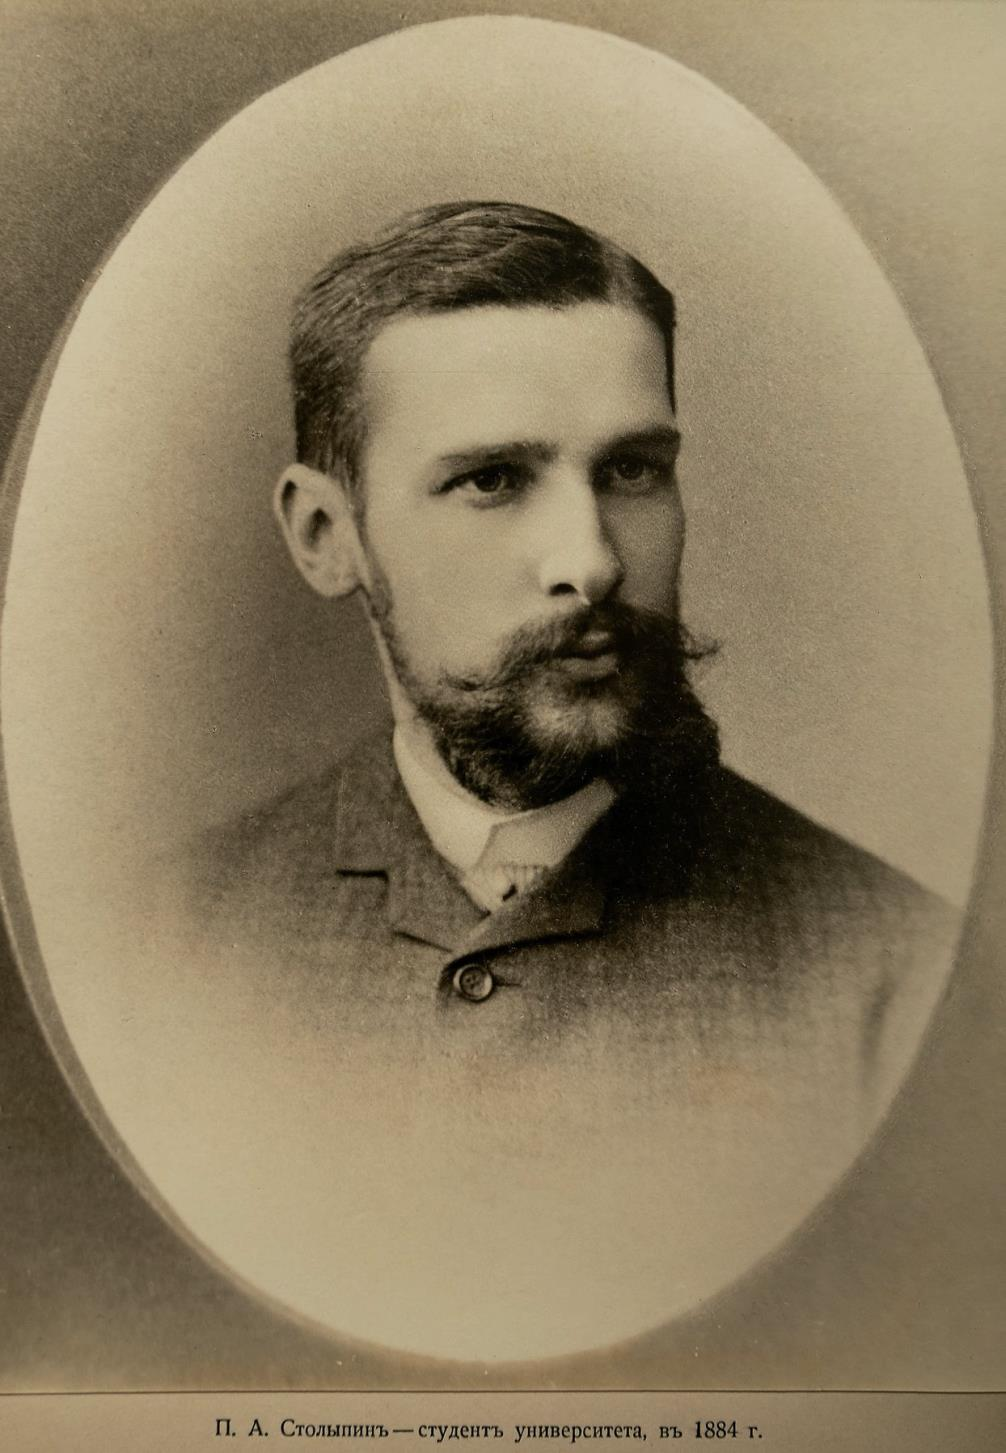 П. А. Столыпинъ — студентъ университета, въ 1884 г.